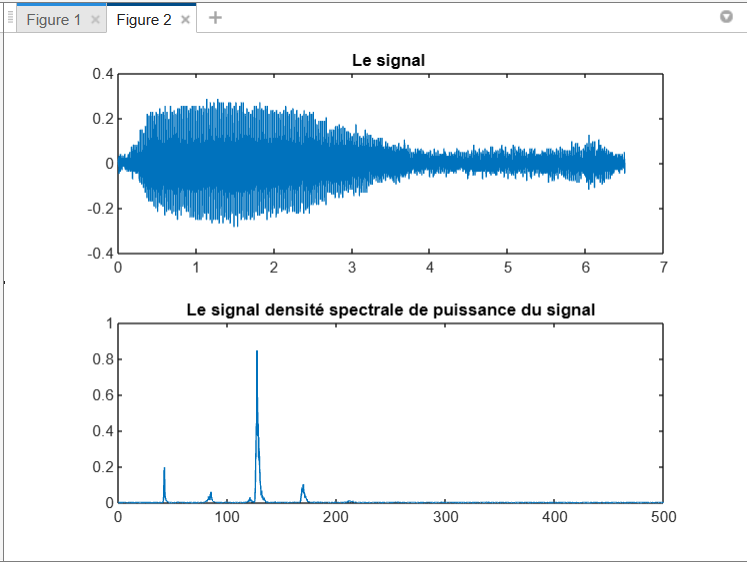 Figure 1 × Figure 2 × +
Le signal
0.4
0.2
0
-0.2
-0.4
0 1 2 3 4 5 6 7
Le signal densité spectrale de puissance du signal
1
0.8
0.6
0.4
0.2
0
0 100 200 300 400 500